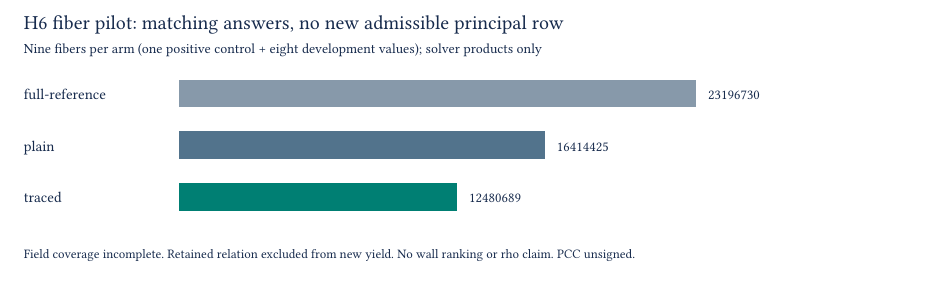 H6 fiber pilot: matching answers, no new admissible principal row
Nine fibers per arm (one positive control + eight development values); solver products only
full-reference 23196730
plain 16414425
traced 12480689
Field coverage incomplete. Retained relation excluded from new yield. No wall ranking or rho claim. PCC unsigned.